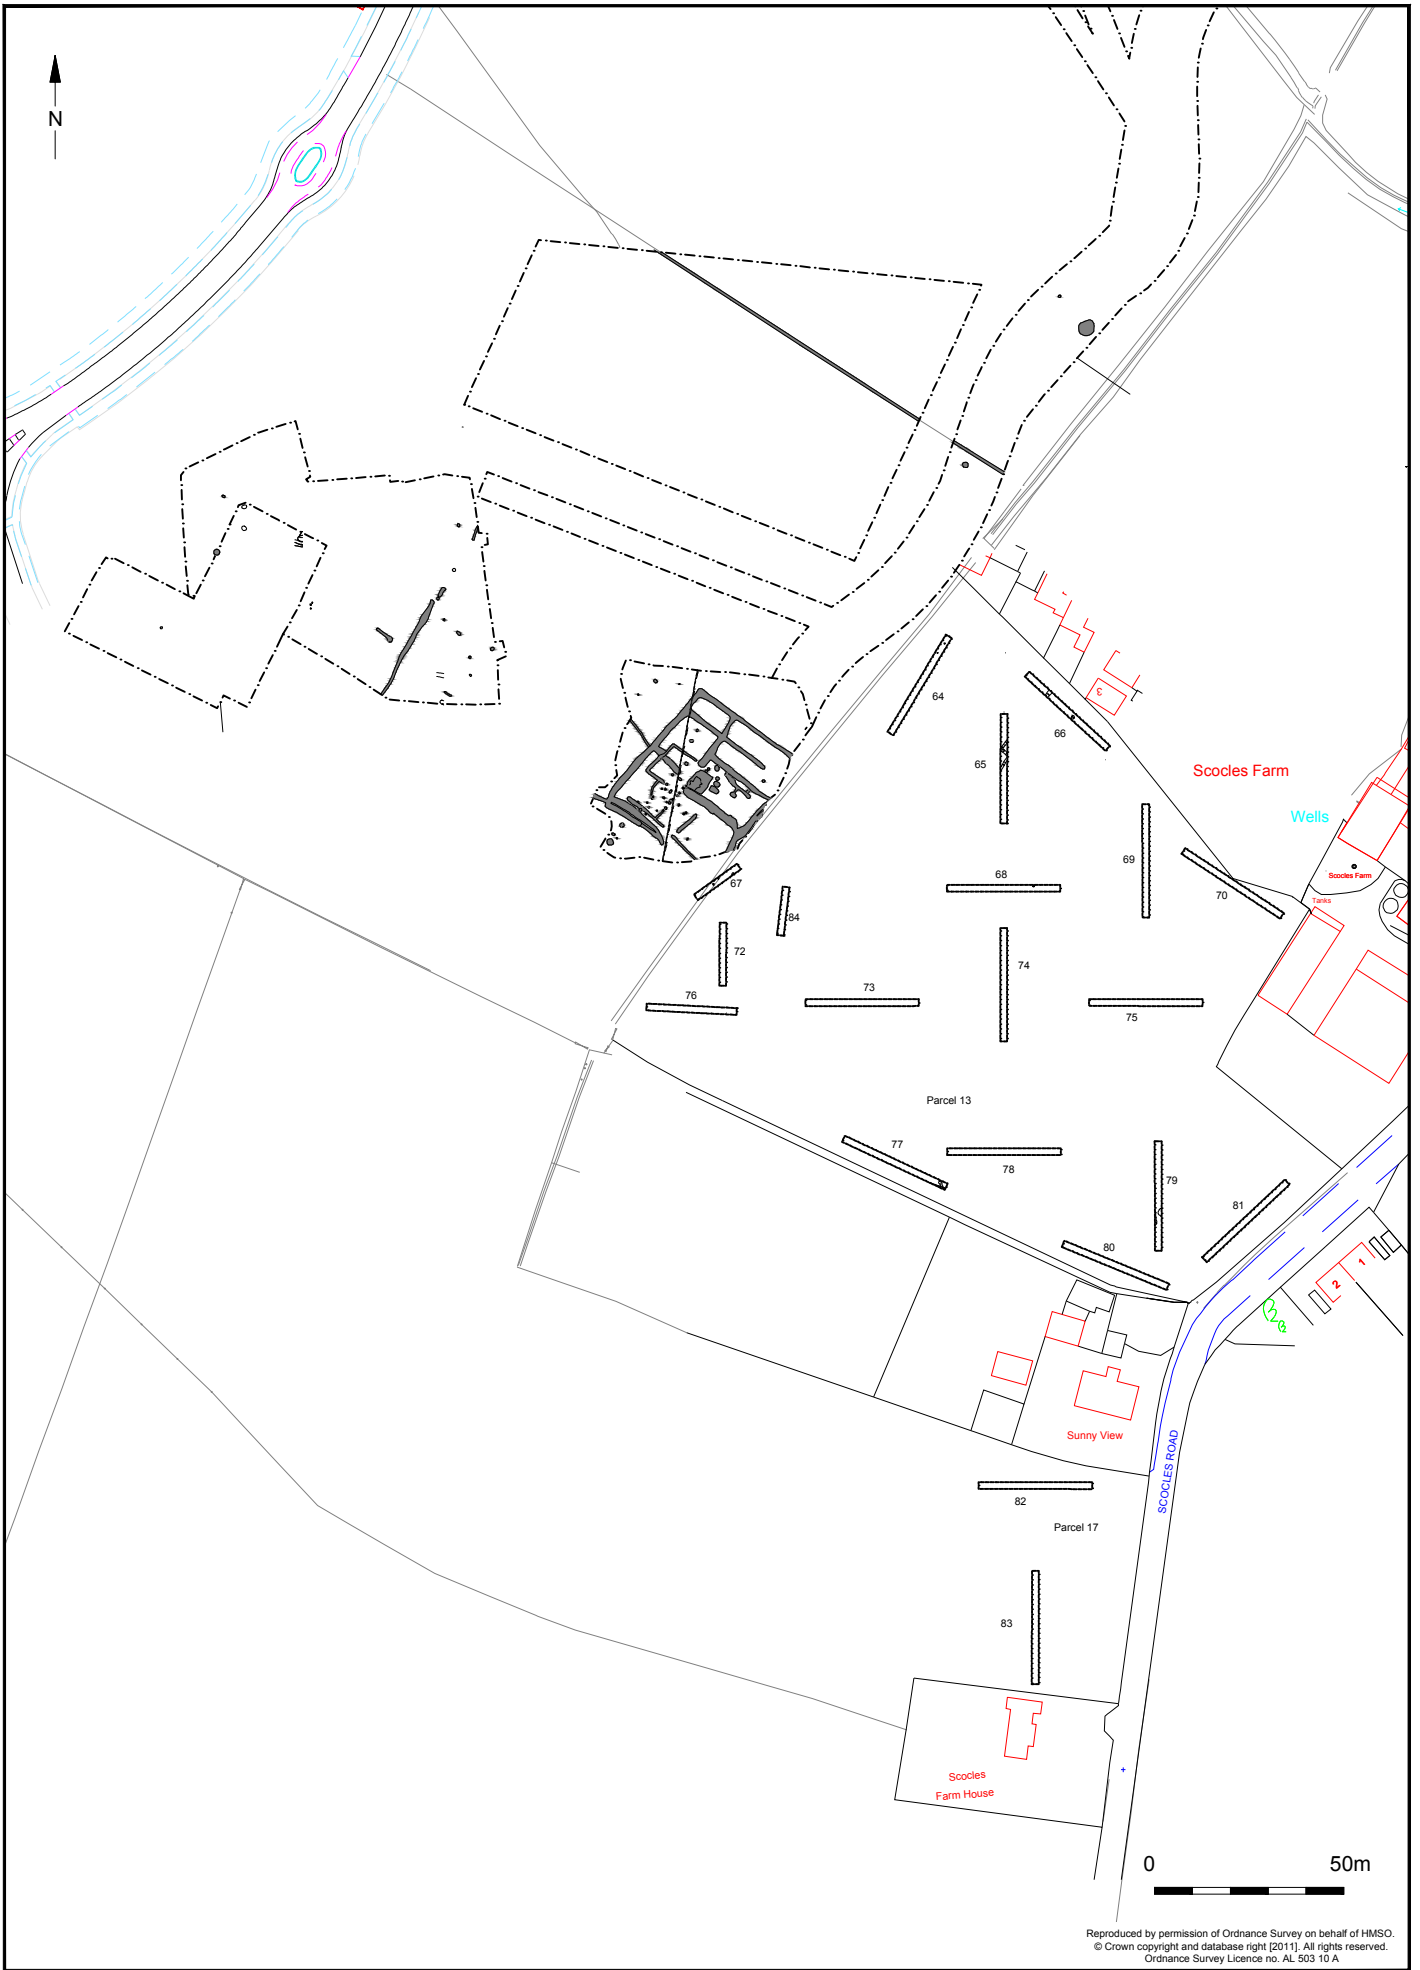 N
64
66
65
3
Scocles Farm
Wells
69
70
Scocles Farm
Tanks
68
67
84
72
74
73
76
75
Parcel 13
77
78
79
81
80
1
2
Sunny View
SCOCLES ROAD
82
Parcel 17
83
Scocles
Farm House
0 50m
Reproduced by permission of Ordnance Survey on behalf of HMSO.
© Crown copyright and database right [2011]. All rights reserved.
Ordnance Survey Licence no. AL 503 10 A